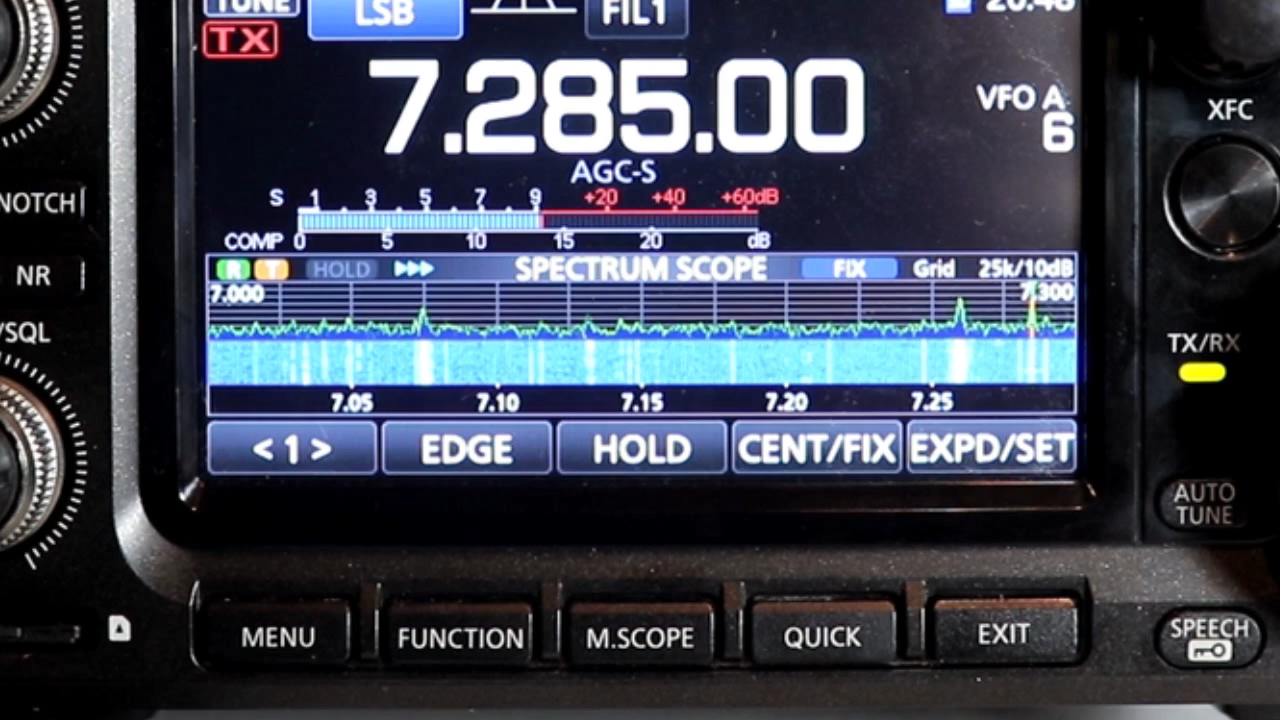 TUNE LSB FIL1 20:48
TX
7.285.00
VFO A
6
XFC
AGC-S
S 1 3 5 7 9 +20 +40 +60dB
COMP 0 5 10 15 20 dB
NOTCH
NR
/SQL
R T HOLD SPECTRUM SCOPE FIX Grid 25k/10dB
7.000 7.300
TX/RX
7.05 7.10 7.15 7.20 7.25
< 1 > EDGE HOLD CENT/FIX EXPD/SET
AUTO
TUNE
MENU FUNCTION M.SCOPE QUICK EXIT
SPEECH